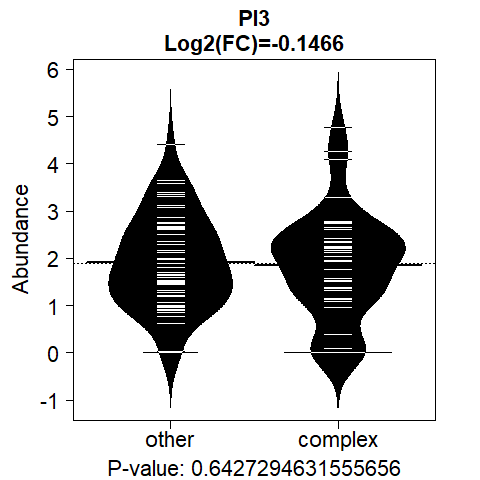 PI3
Log2(FC)=-0.1466
6
5
4
3
2
1
0
-1
Abundance
other complex
P-value: 0.6427294631555656